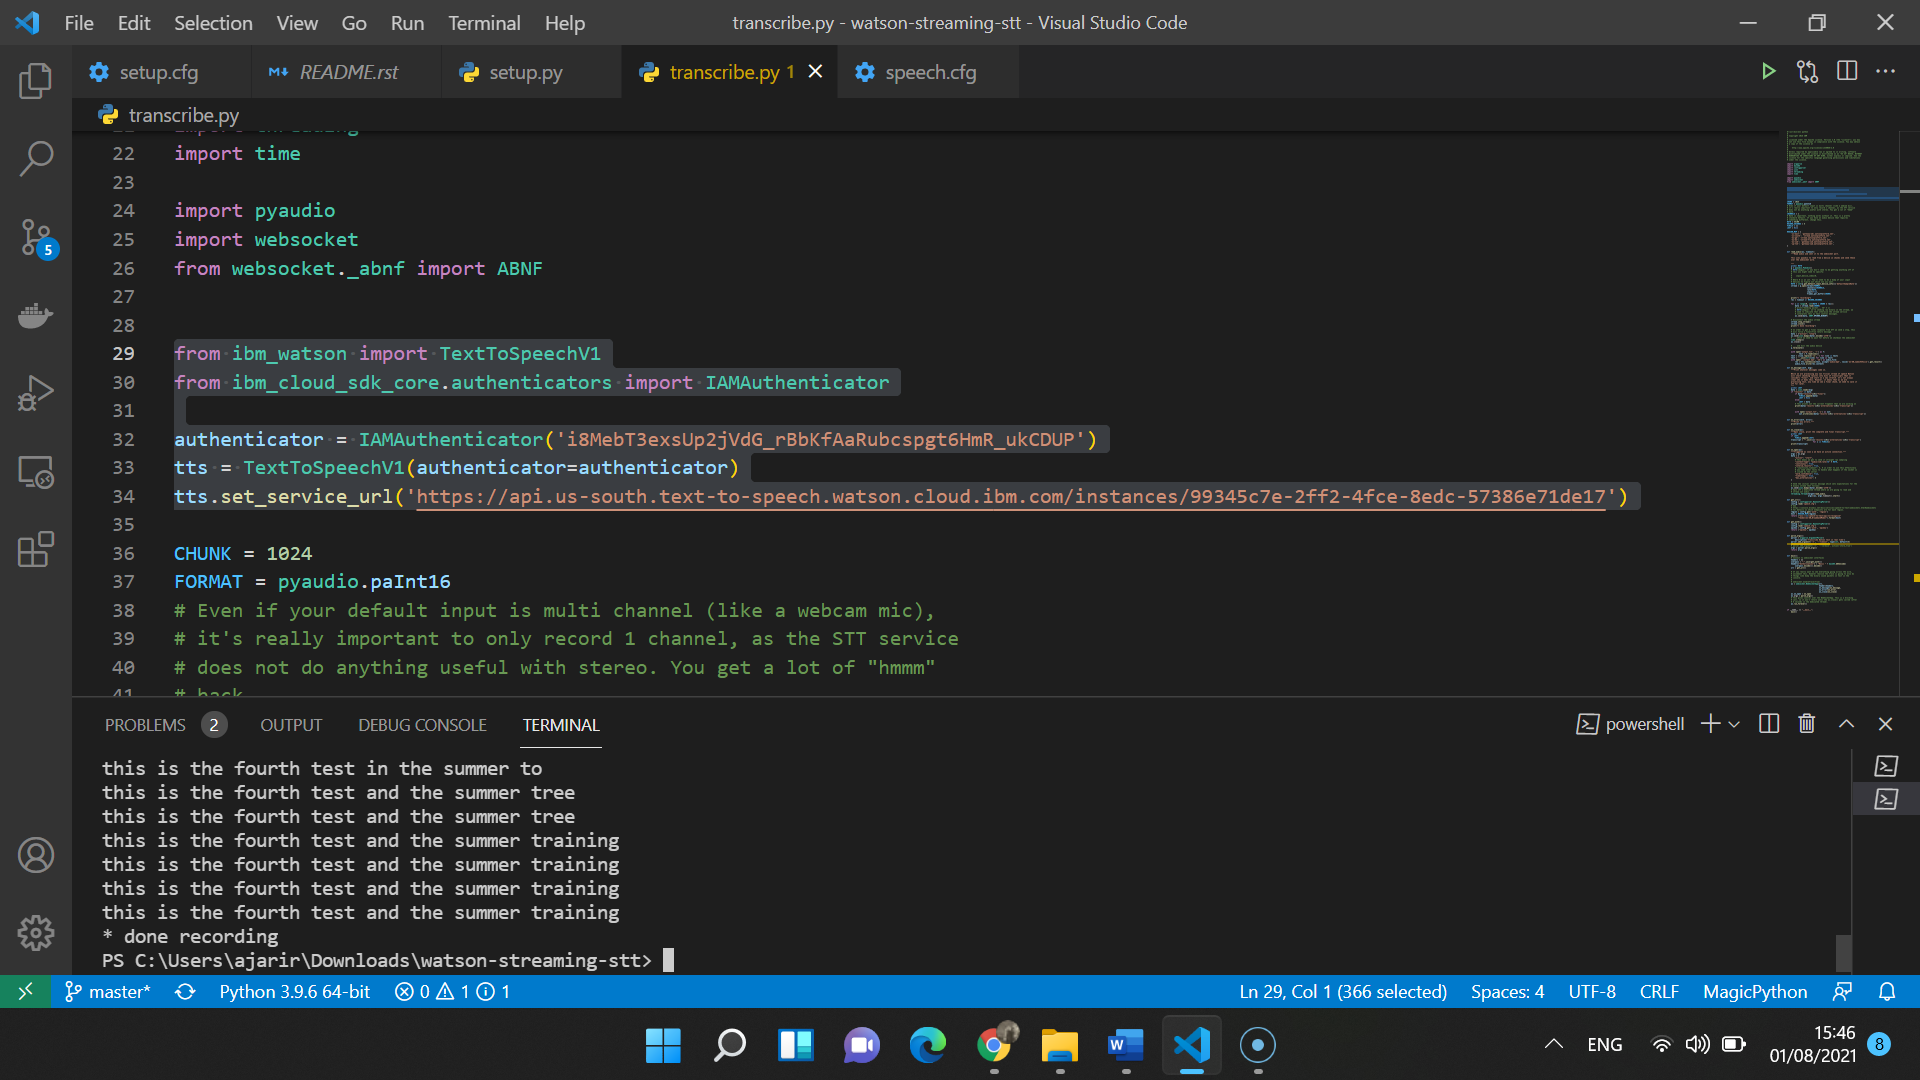 File Edit Selection View Go Run Terminal Help transcribe.py - watson-streaming-stt - Visual Studio Code
setup.cfg README.rst setup.py transcribe.py 1 speech.cfg
transcribe.py
22 import time
23
24 import pyaudio
25 import websocket
26 from websocket._abnf import ABNF
27
28
29 from ibm_watson import TextToSpeechV1
30 from ibm_cloud_sdk_core.authenticators import IAMAuthenticator
31
32 authenticator = IAMAuthenticator('i8MebT3exsUp2jVdG_rBbKfAaRubcspgt6HmR_ukCDUP')
33 tts = TextToSpeechV1(authenticator=authenticator)
34 tts.set_service_url('https://api.us-south.text-to-speech.watson.cloud.ibm.com/instances/99345c7e-2ff2-4fce-8edc-57386e71de17')
35
36 CHUNK = 1024
37 FORMAT = pyaudio.paInt16
38 # Even if your default input is multi channel (like a webcam mic),
39 # it's really important to only record 1 channel, as the STT service
40 # does not do anything useful with stereo. You get a lot of "hmmm"
41 # back
5
PROBLEMS 2 OUTPUT DEBUG CONSOLE TERMINAL powershell
this is the fourth test in the summer to
this is the fourth test and the summer tree
this is the fourth test and the summer tree
this is the fourth test and the summer training
this is the fourth test and the summer training
this is the fourth test and the summer training
this is the fourth test and the summer training
* done recording
PS C:\Users\ajarir\Downloads\watson-streaming-stt>
master* Python 3.9.6 64-bit 0 1 1 Ln 29, Col 1 (366 selected) Spaces: 4 UTF-8 CRLF MagicPython
ENG 15:46 8
01/08/2021